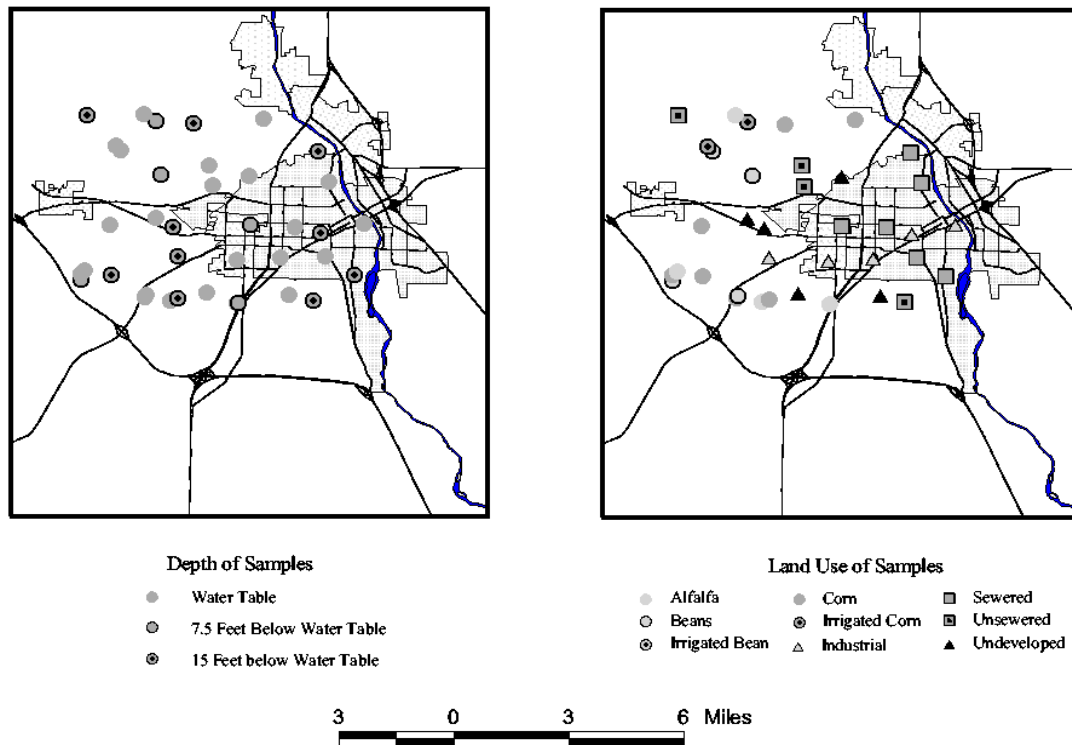 Depth of Samples
Water Table
7.5 Feet Below Water Table
15 Feet below Water Table
Land Use of Samples
Alfalfa
Beans
Irrigated Bean
Corn
Irrigated Corn
Industrial
Sewered
Unsewered
Undeveloped
3 0 3 6 Miles